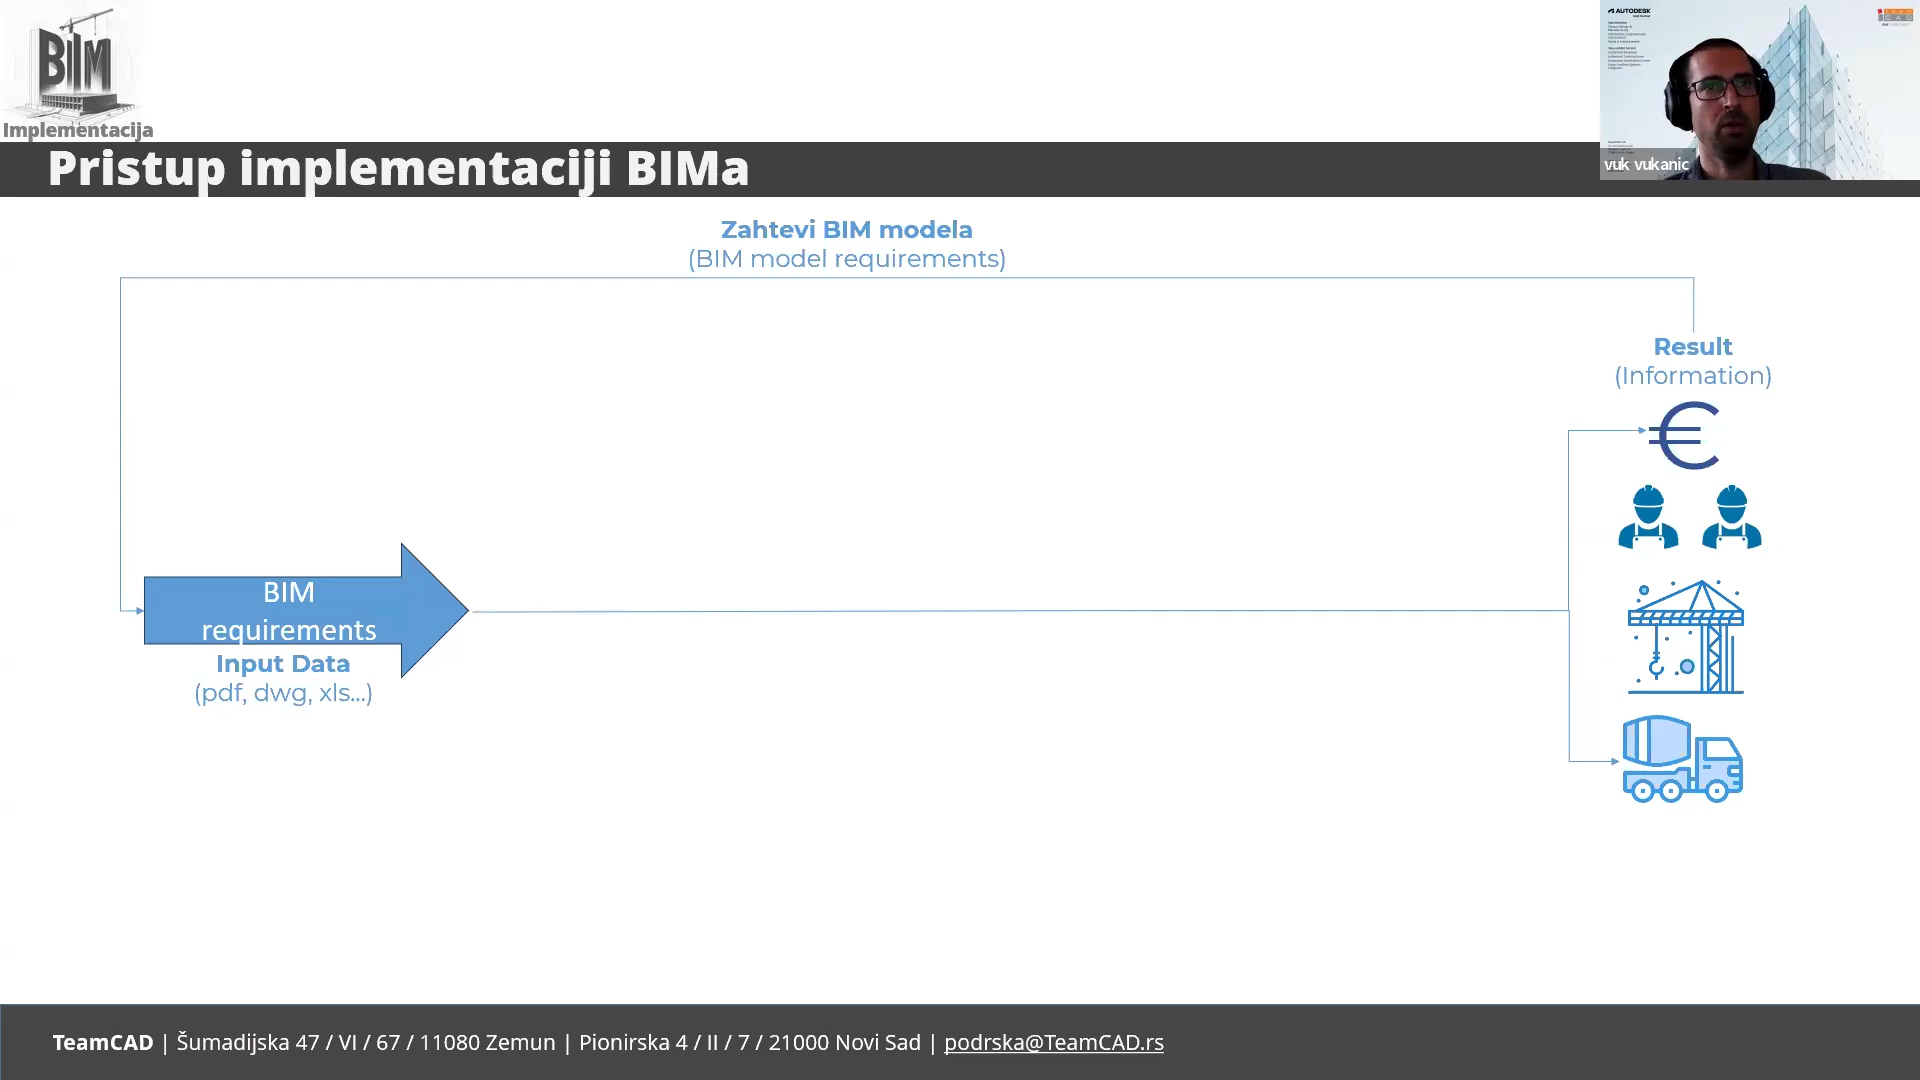 BIM
Implementacija
Pristup implementaciji BIMa
AUTODESK
vuk vukanic
Zahtevi BIM modela
(BIM model requirements)
Result
(Information)
€
BIM
requirements
Input Data
(pdf, dwg, xls...)
TeamCAD | Šumadijska 47 / VI / 67 / 11080 Zemun | Pionirska 4 / II / 7 / 21000 Novi Sad | podrska@TeamCAD.rs